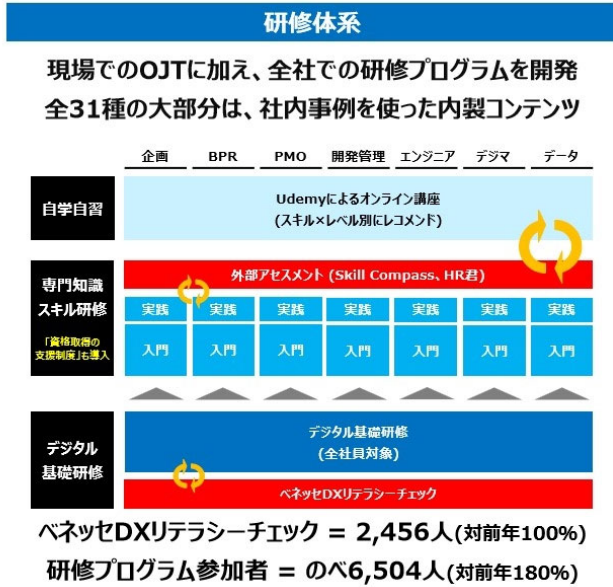 研修体系
現場でのOJTに加え、全社での研修プログラムを開発
全31種の大部分は、社内事例を使った内製コンテンツ
企画 BPR PMO 開発管理 エンジニア デジマ データ
自学自習
Udemyによるオンライン講座
(スキル×レベル別にレコメンド)
専門知識
スキル研修
「資格取得の
支援制度」も導入
外部アセスメント (Skill Compass、HR君)
実践 実践 実践 実践 実践 実践 実践
入門 入門 入門 入門 入門 入門 入門
デジタル
基礎研修
デジタル基礎研修
(全社員対象)
ベネッセDXリテラシーチェック
ベネッセDXリテラシーチェック = 2,456人(対前年100%)
研修プログラム参加者 = のべ6,504人(対前年180%)